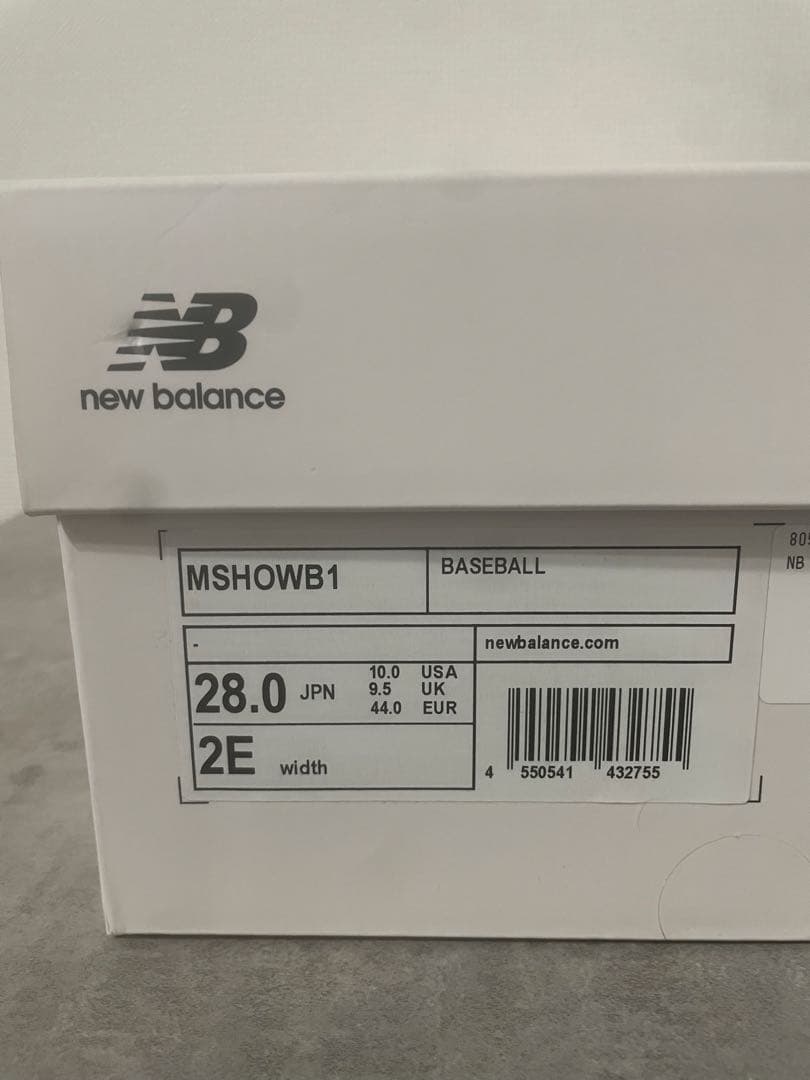 NB
new balance
MSHOWB1
BASEBALL
-
newbalance.com
28.0 JPN
10.0 USA
9.5 UK
44.0 EUR
2E width
4 550541 432755
NB